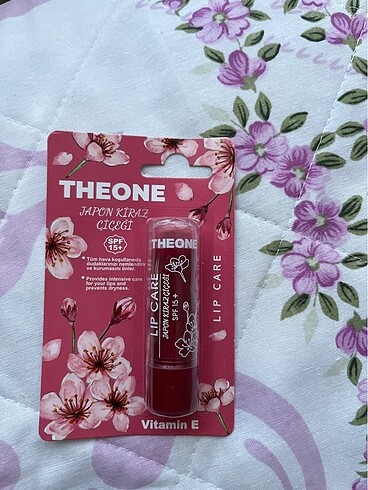 THEONE
JAPON KİRAZ
ÇİÇEĞİ
SPF
15+
• Tüm hava koşullarında
dudaklarınızı nemlendirir
ve kurumasını önler.
• Provides intensive care
for your lips and
prevents dryness.
THEONE
LIP CARE
JAPON KİRAZ ÇİÇEĞİ
SPF 15+
LIP CARE
Vitamin E